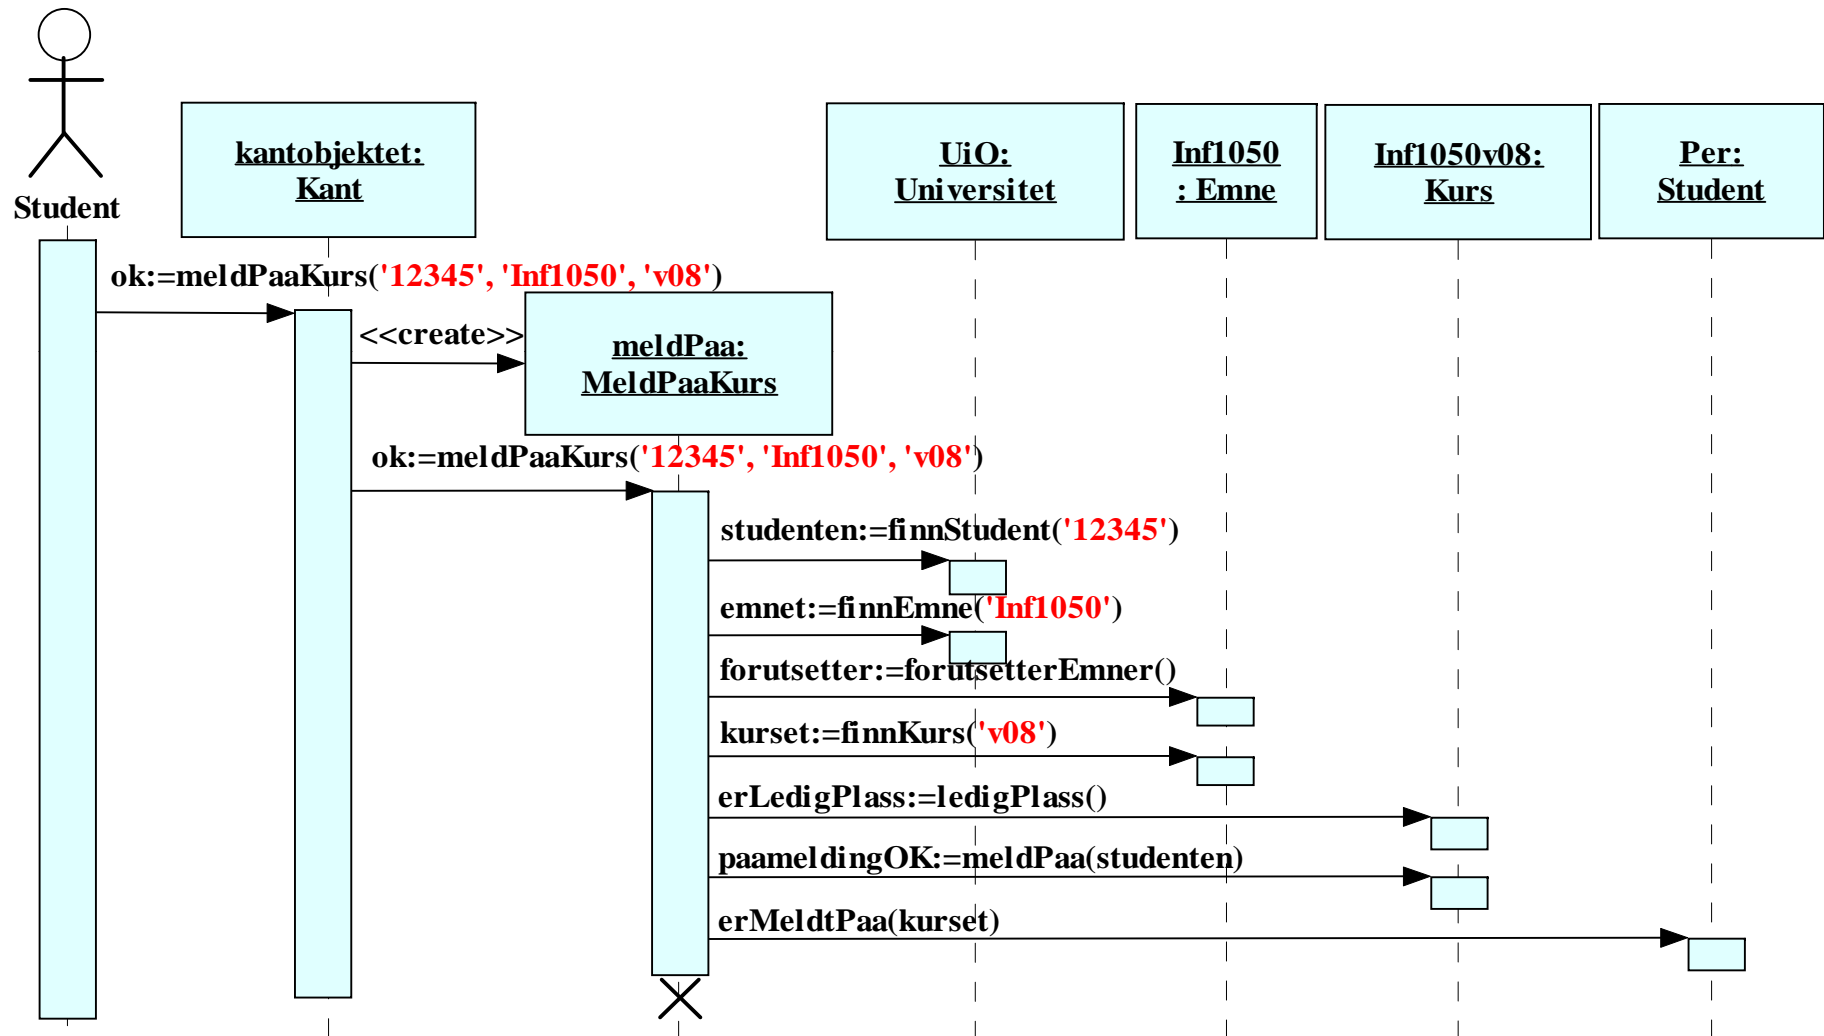 Student
kantobjektet:
Kant
UiO:
Universitet
Inf1050
: Emne
Inf1050v08:
Kurs
Per:
Student
ok:=meldPaaKurs('12345', 'Inf1050', 'v08')
<<create>>
meldPaa:
MeldPaaKurs
ok:=meldPaaKurs('12345', 'Inf1050', 'v08')
studenten:=finnStudent('12345')
emnet:=finnEmne('Inf1050')
forutsetter:=forutsetterEmner()
kurset:=finnKurs('v08')
erLedigPlass:=ledigPlass()
paameldingOK:=meldPaa(studenten)
erMeldtPaa(kurset)